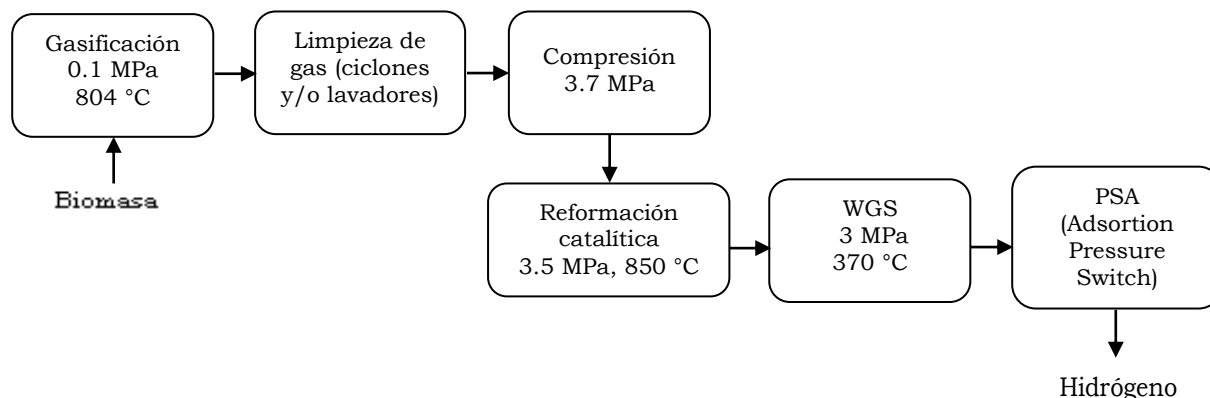 Gasificación
0.1 MPa
804 °C
Limpieza de
gas (ciclones
y/o lavadores)
Compresión
3.7 MPa
Biomasa
Reformación
catalítica
3.5 MPa, 850 °C
WGS
3 MPa
370 °C
PSA
(Adsortion
Pressure
Switch)
Hidrógeno